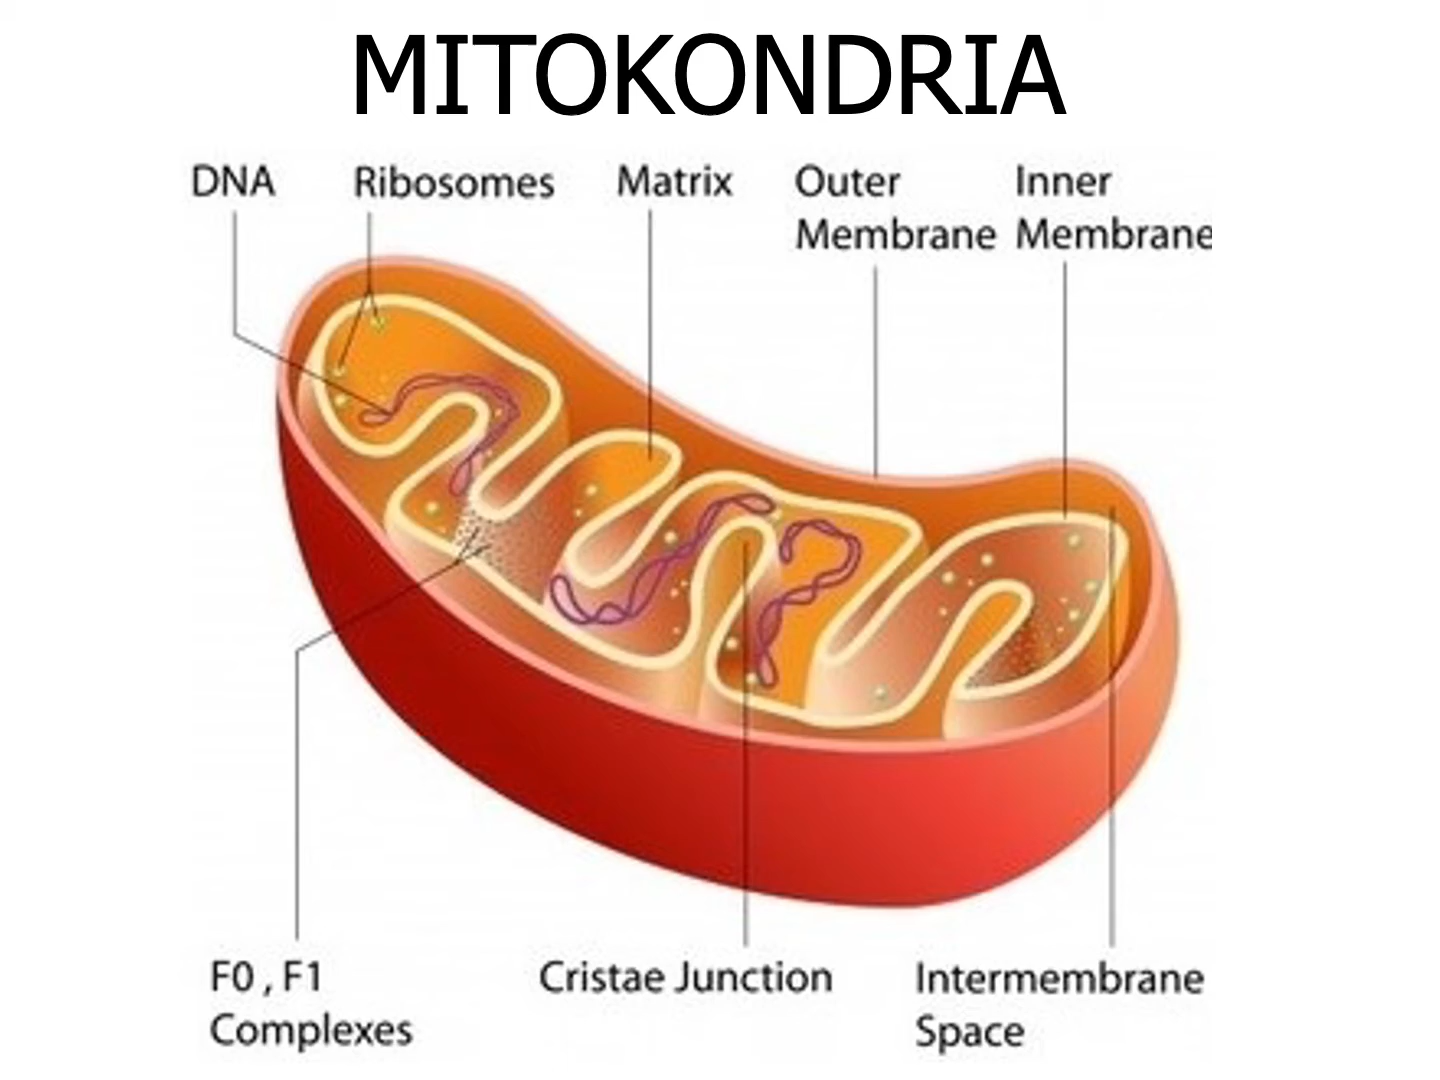 MITOKONDRIA
DNA
Ribosomes
Matrix
Outer
Membrane
Inner
Membrane
F0 , F1
Complexes
Cristae Junction
Intermembrane
Space